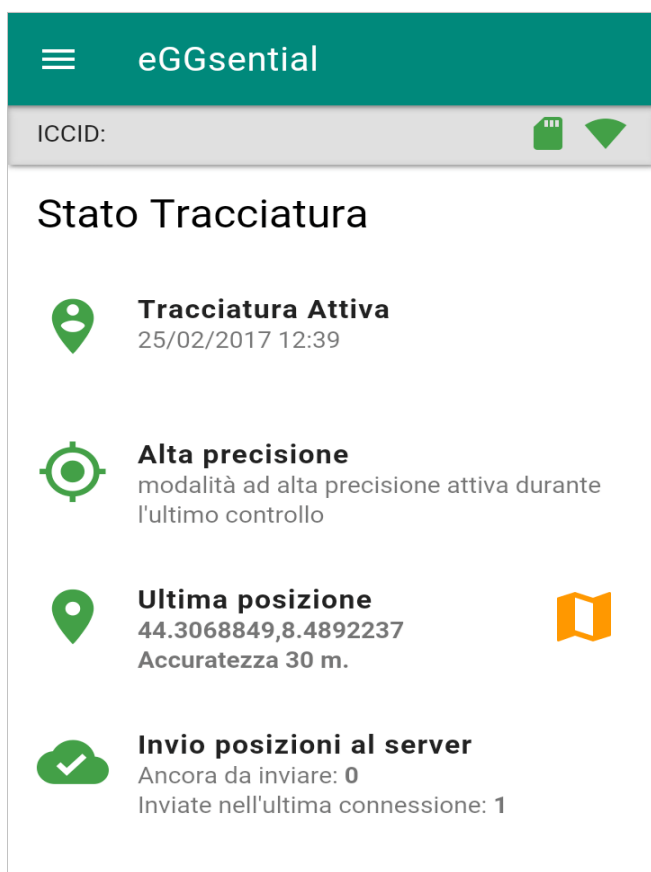 eGGsential
ICCID:
Stato Tracciatura
Tracciatura Attiva
25/02/2017 12:39
Alta precisione
modalità ad alta precisione attiva durante
l'ultimo controllo
Ultima posizione
44.3068849,8.4892237
Accuratezza 30 m.
Invio posizioni al server
Ancora da inviare: 0
Inviate nell'ultima connessione: 1